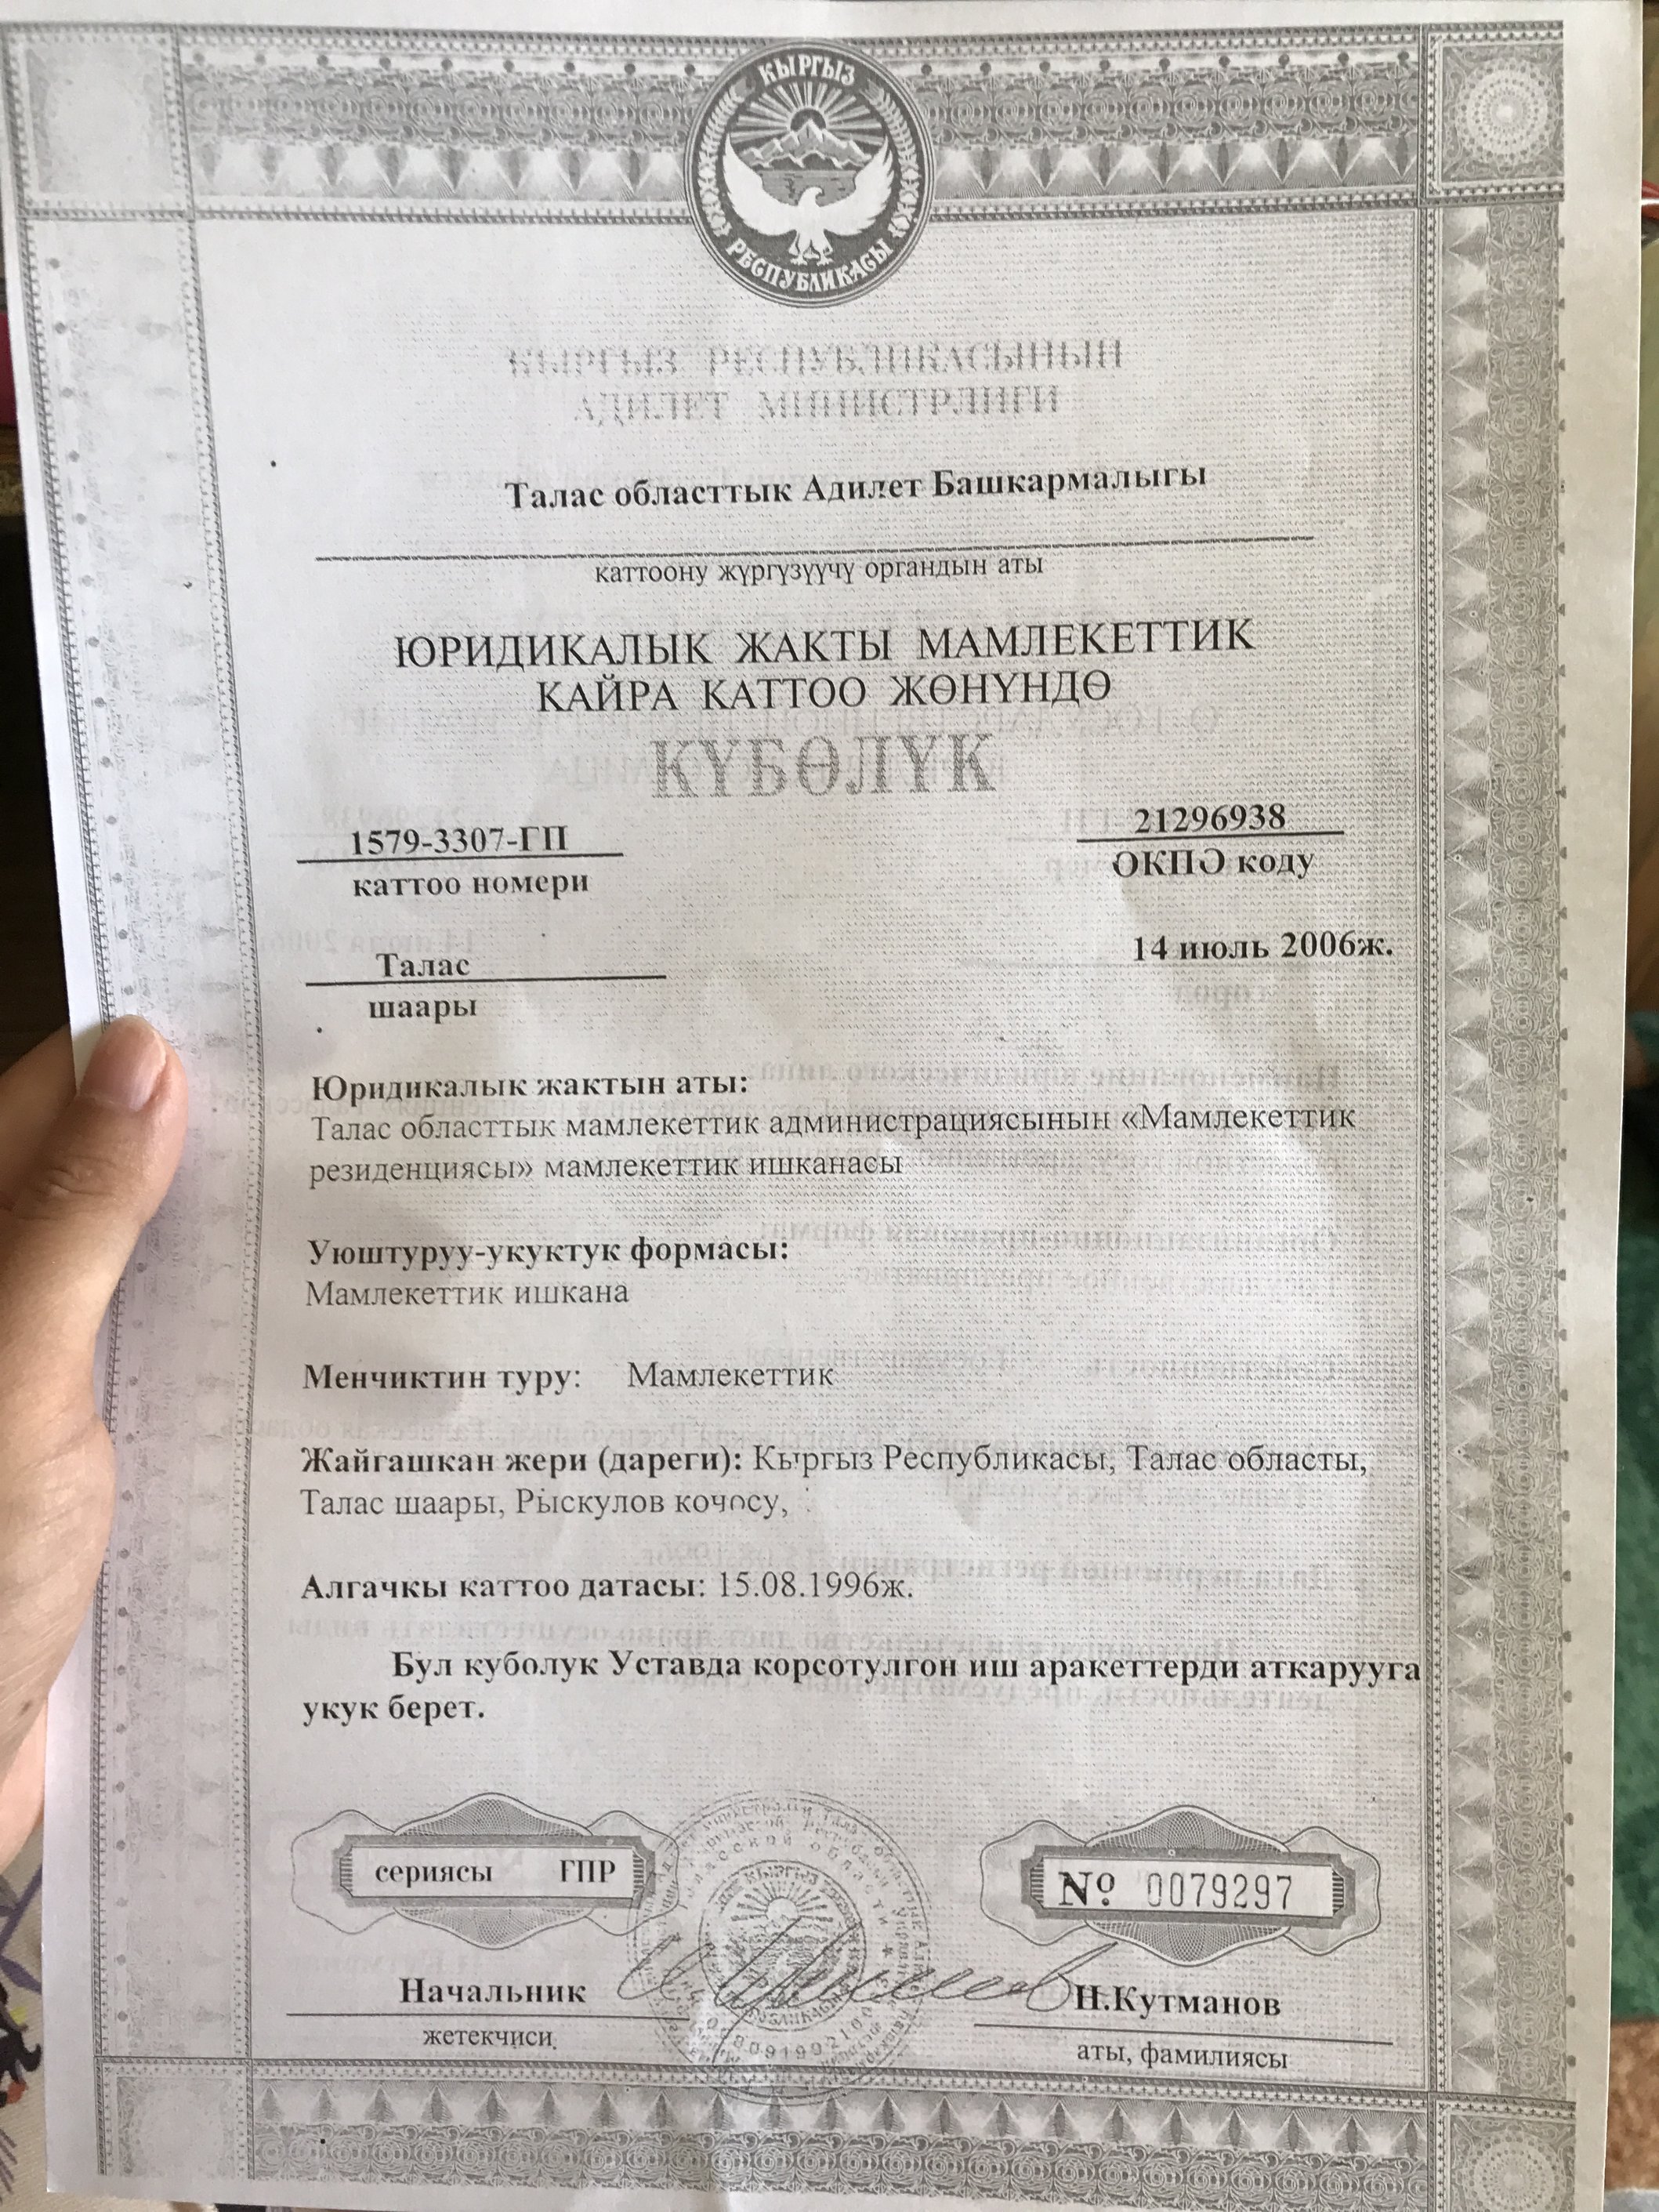 КЫРГЫЗ
РЕСПУБЛИКАСЫ
КЫРГЫЗ РЕСПУБЛИКАСЫНЫН
АДИЛЕТ МИНИСТРЛИГИ
Талас областтык Адилет Башкармалыгы
каттоону жүргүзүүчү органдын аты
ЮРИДИКАЛЫК ЖАКТЫ МАМЛЕКЕТТИК
КАЙРА КАТТОО ЖӨНҮНДӨ
КҮБӨЛҮК
1579-3307-ГП 21296938
каттоо номери ОКПО коду
Талас 14 июль 2006ж.
шаары
Юридикалык жактын аты:
Талас областтык мамлекеттик администрациясынын «Мамлекеттик
резиденциясы» мамлекеттик ишканасы
Уюштуруу-укуктук формасы:
Мамлекеттик ишкана
Менчиктин туру: Мамлекеттик
Жайгашкан жери (дареги): Кыргыз Республикасы, Талас областы,
Талас шаары, Рыскулов кочосу,
Алгачкы каттоо датасы: 15.08.1996ж.
Бул куболук Уставда корсотулгон иш аракеттерди аткарууга
укук берет.
сериясы ГПР № 0079297
Начальник Н.Кутманов
жетекчиси аты, фамилиясы